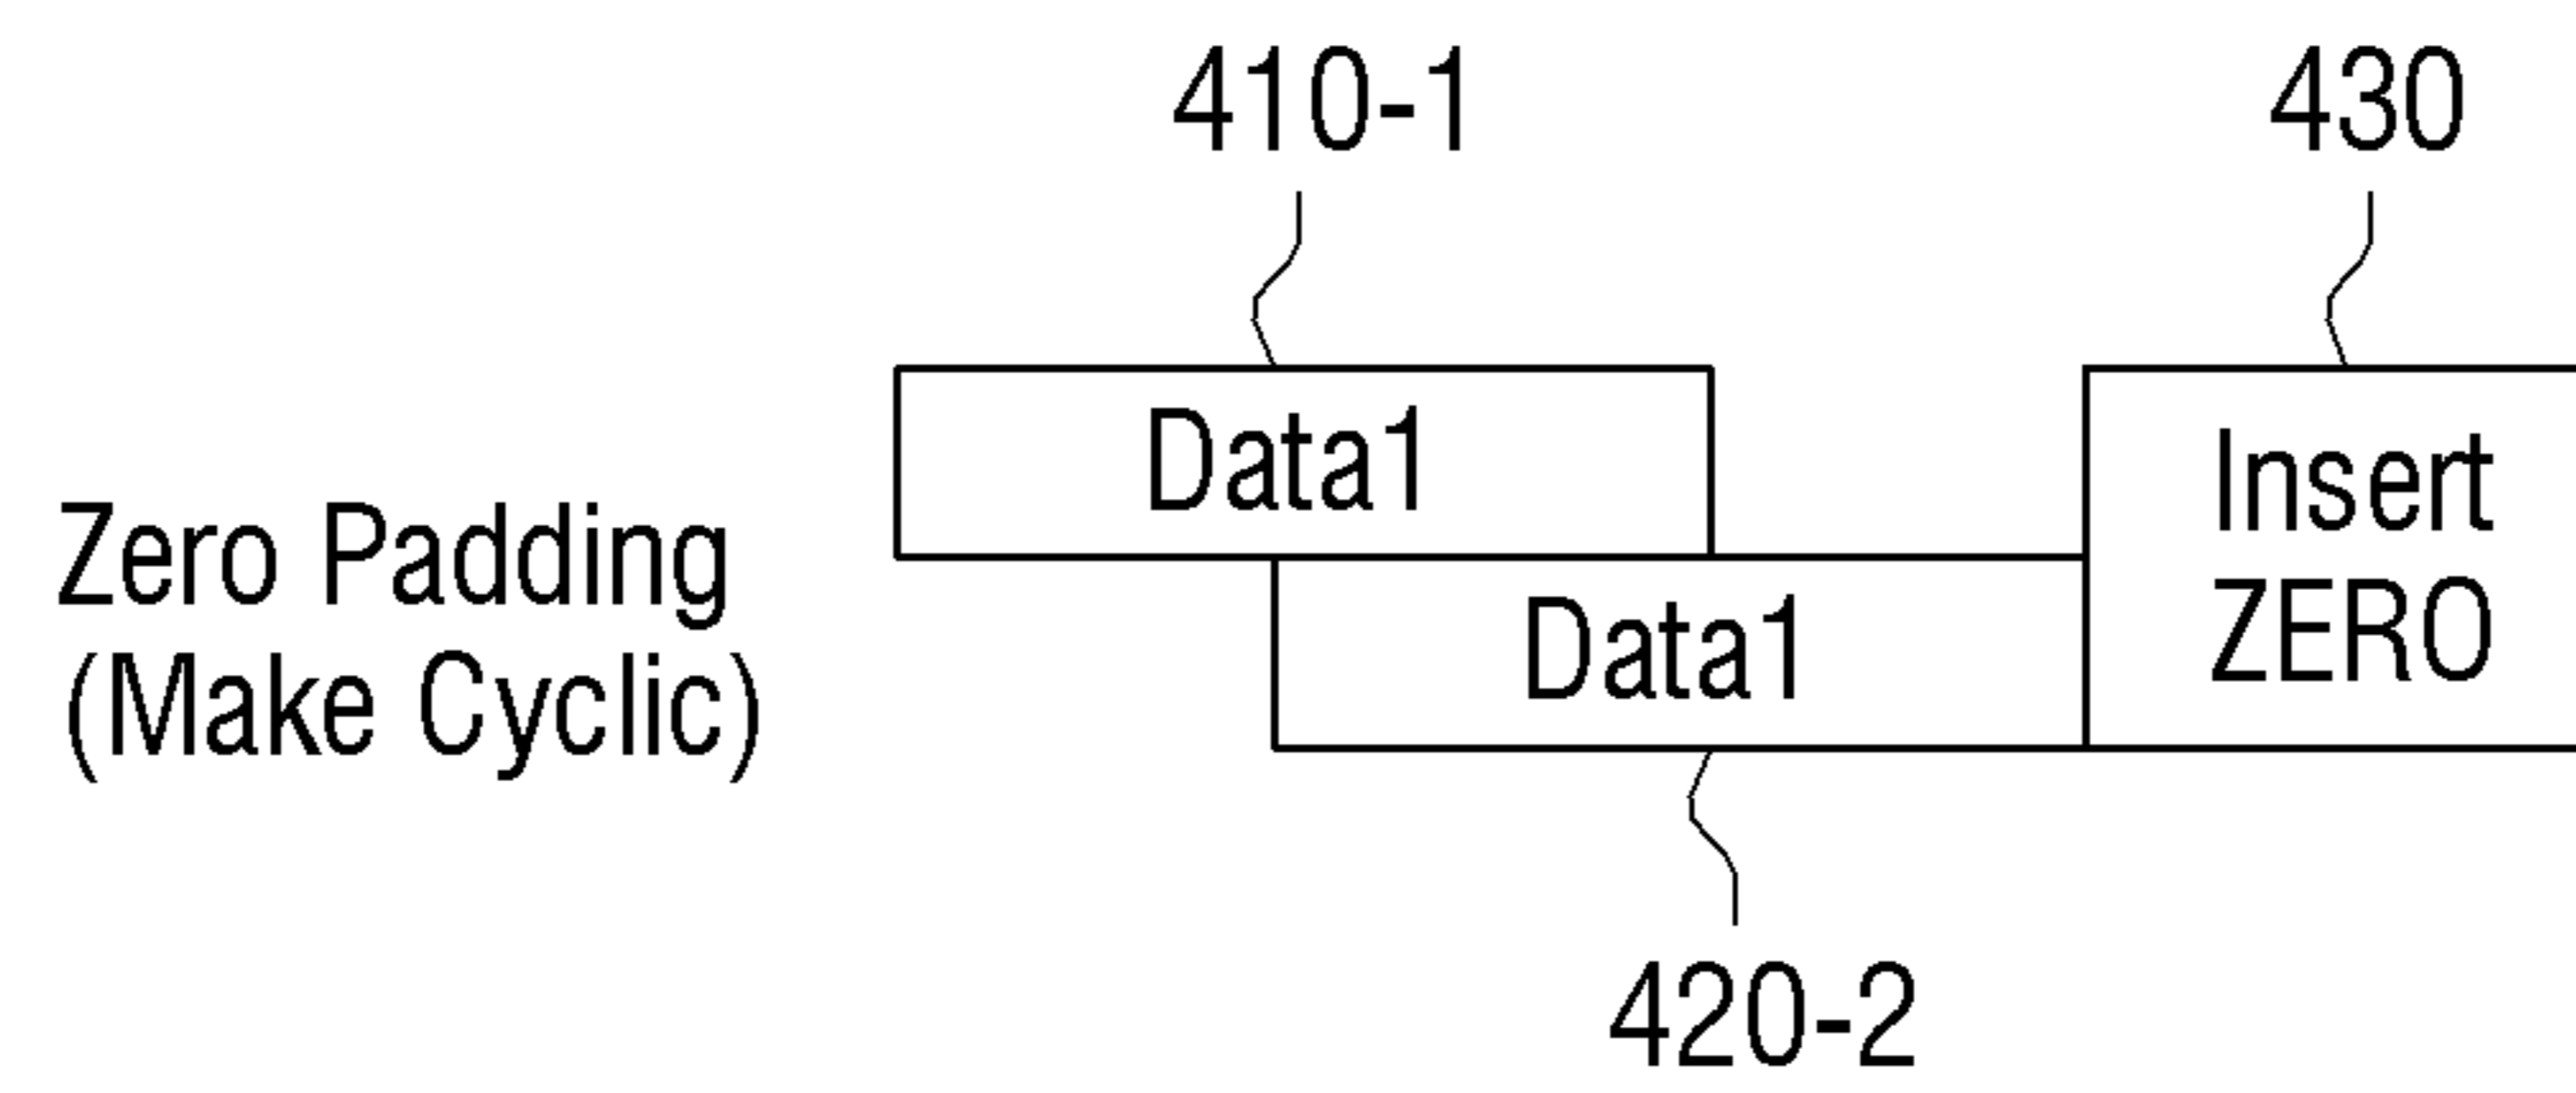 410-1
430
Data1
Insert
ZERO
Zero Padding
(Make Cyclic)
Data1
420-2